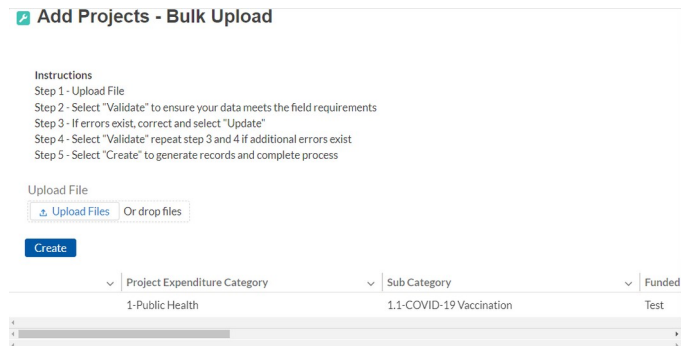 Add Projects - Bulk Upload
Instructions
Step 1 - Upload File
Step 2 - Select "Validate" to ensure your data meets the field requirements
Step 3 - If errors exist, correct and select "Update"
Step 4 - Select "Validate" repeat step 3 and 4 if additional errors exist
Step 5 - Select "Create" to generate records and complete process
Upload File
Upload Files Or drop files
Create
Project Expenditure Category Sub Category Funded
1-Public Health 1.1-COVID-19 Vaccination Test